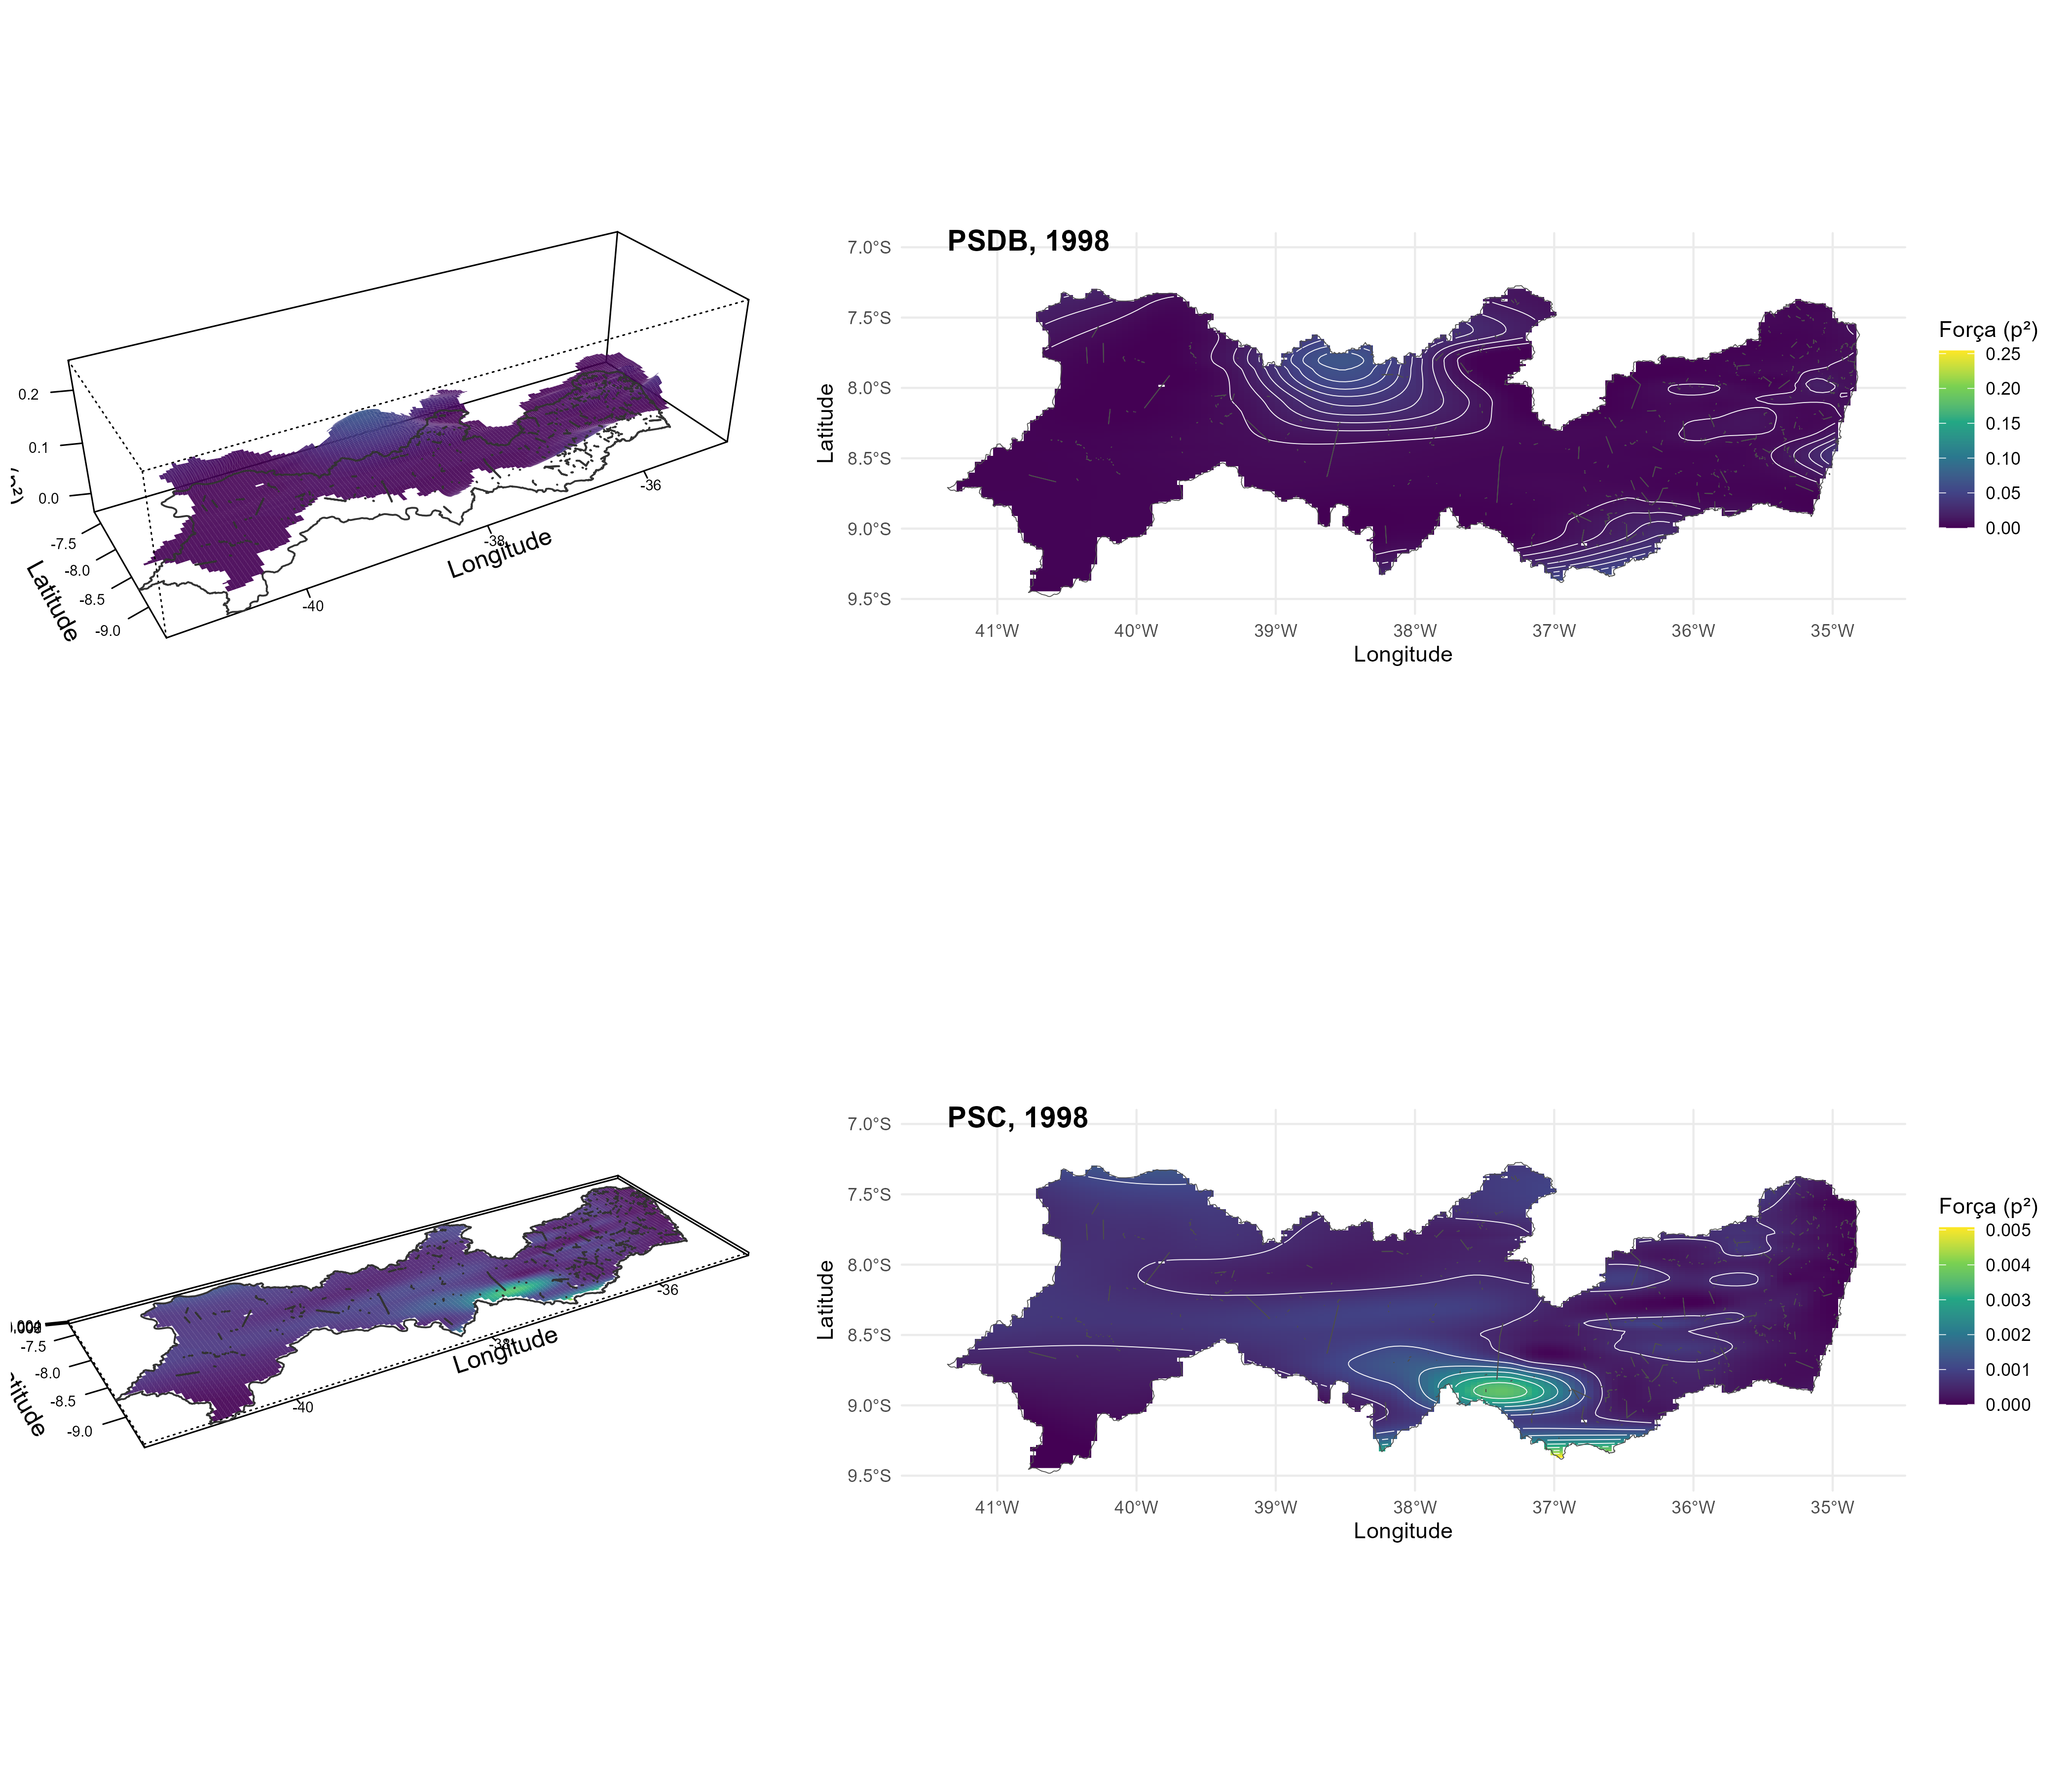 0.2
0.1
0.0
-7.5
-8.0
-8.5
-9.0
Latitude
-40
-38
-36
Longitude
PSDB, 1998
7.0°S
7.5°S
8.0°S
8.5°S
9.0°S
9.5°S
Latitude
41°W 40°W 39°W 38°W 37°W 36°W 35°W
Longitude
Força (p²)
0.25
0.20
0.15
0.10
0.05
0.00
-7.5
-8.0
-8.5
-9.0
-40
-38
-36
Longitude
PSC, 1998
7.0°S
7.5°S
8.0°S
8.5°S
9.0°S
9.5°S
Latitude
41°W 40°W 39°W 38°W 37°W 36°W 35°W
Longitude
Força (p²)
0.005
0.004
0.003
0.002
0.001
0.000